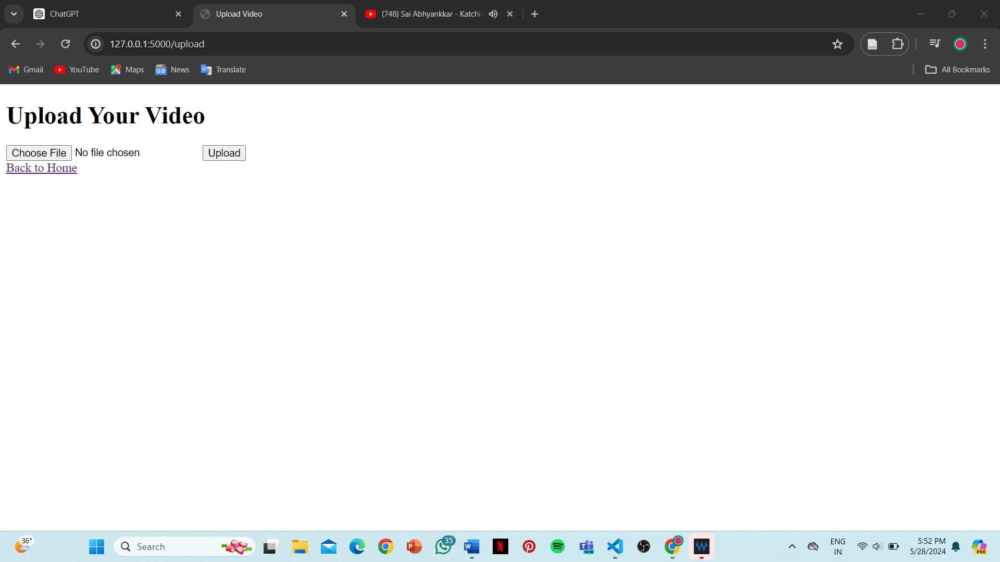 ChatGPT
Upload Video
(748) Sai Abhyankkar - Katchi
127.0.0.1:5000/upload
Gmail
YouTube
Maps
News
Translate
All Bookmarks
Upload Your Video
Choose File No file chosen Upload
Back to Home
36°
Search
35
NEW
ENG
IN
5:52 PM
5/28/2024
PRE